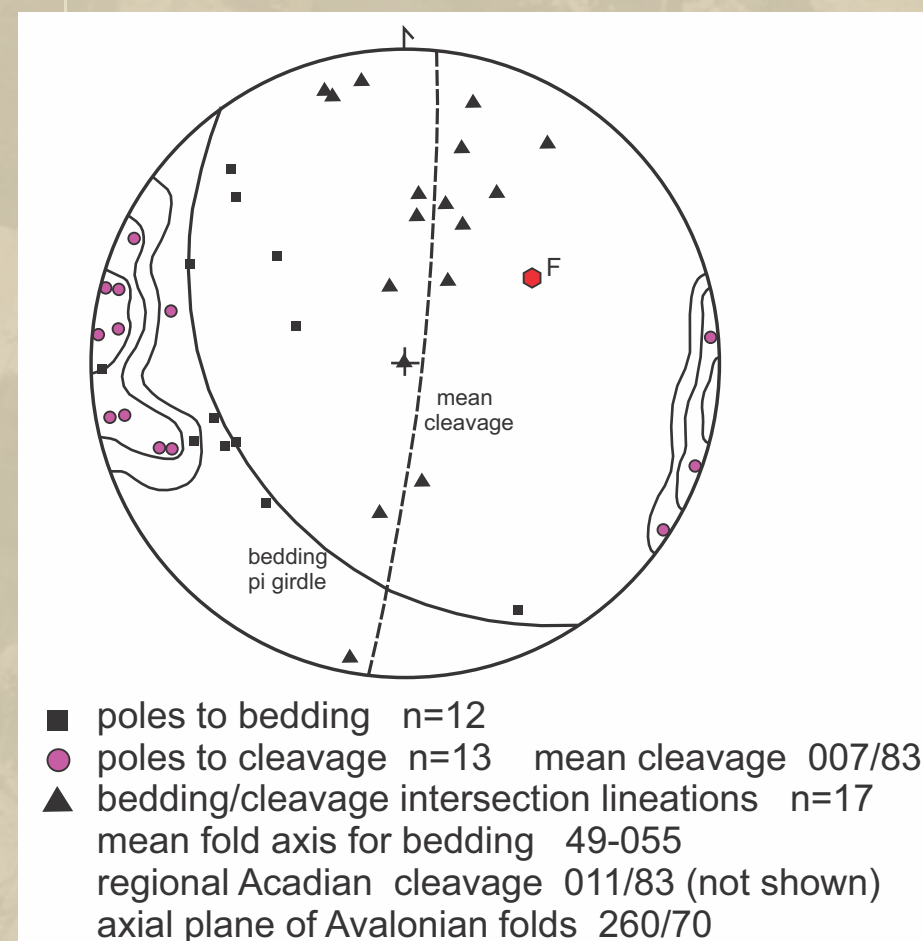 F
mean
cleavage
bedding
pi girdle
poles to bedding n=12
poles to cleavage n=13 mean cleavage 007/83
bedding/cleavage intersection lineations n=17
mean fold axis for bedding 49-055
regional Acadian cleavage 011/83 (not shown)
axial plane of Avalonian folds 260/70